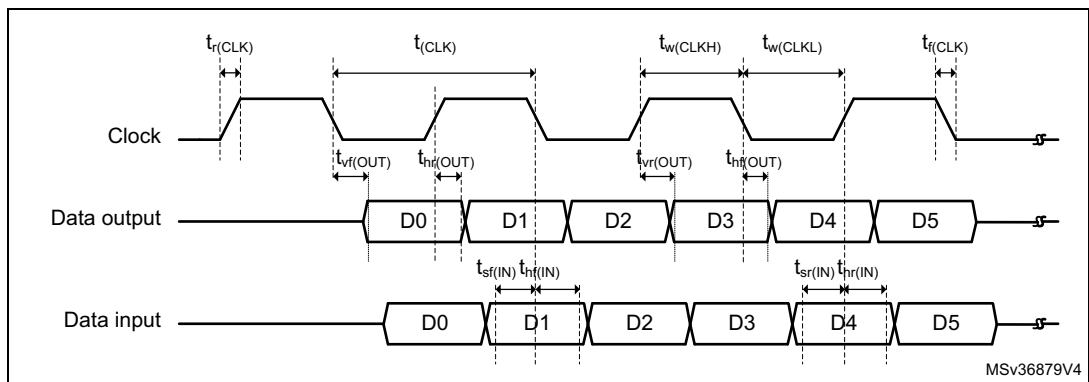 tr(CLK) t(CLK) tw(CLKH) tw(CLKL) tf(CLK)
Clock
tvf(OUT) thr(OUT) tvr(OUT) thf(OUT)
Data output D0 D1 D2 D3 D4 D5
tsf(IN) thf(IN) tsr(IN) thr(IN)
Data input D0 D1 D2 D3 D4 D5
MSv36879V4